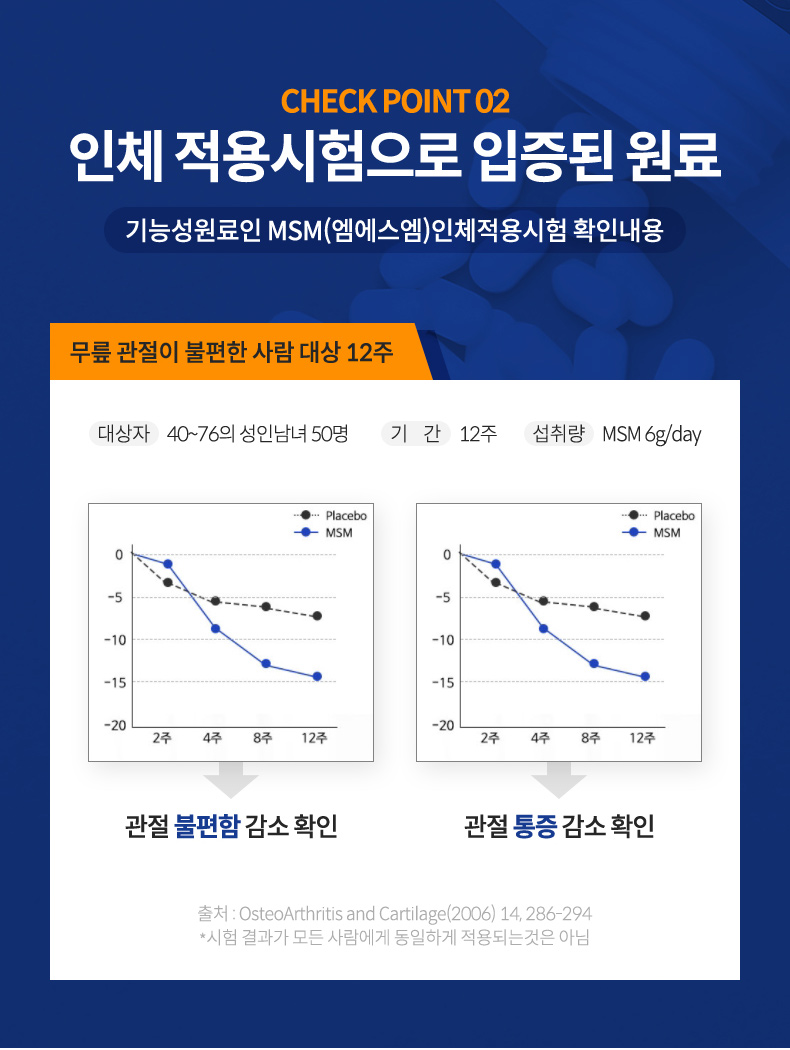 CHECK POINT 02
인체 적용시험으로 입증된 원료
기능성원료인 MSM(엠에스엠)인체적용시험 확인내용
무릎 관절이 불편한 사람 대상 12주
대상자 40~76의 성인남녀 50명 기 간 12주 섭취량 MSM 6g/day
Placebo
MSM
0
-5
-10
-15
-20
2주 4주 8주 12주
관절 불편함 감소 확인
Placebo
MSM
0
-5
-10
-15
-20
2주 4주 8주 12주
관절 통증 감소 확인
출처 : OsteoArthritis and Cartilage(2006) 14, 286-294
*시험 결과가 모든 사람에게 동일하게 적용되는것은 아님